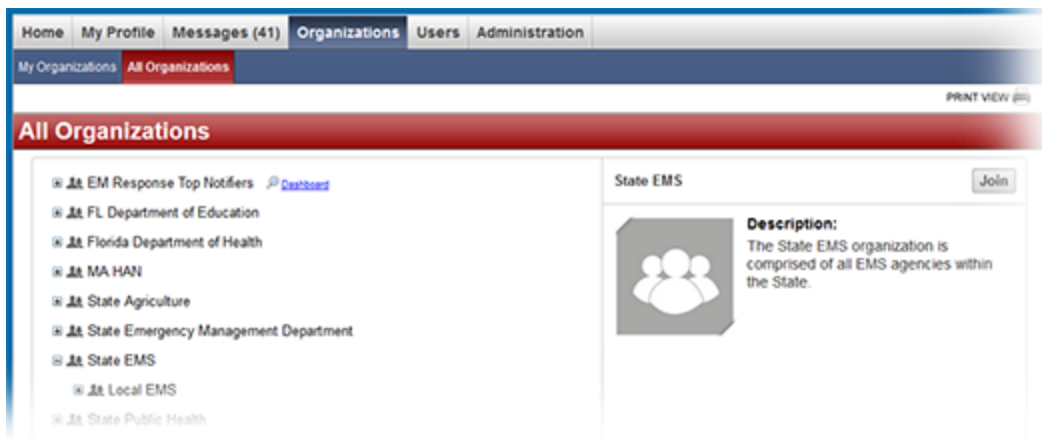 Home My Profile Messages (41) Organizations Users Administration
My Organizations All Organizations
PRINT VIEW
All Organizations
EM Response Top Notifiers Dashboard
FL Department of Education
Florida Department of Health
MA HAN
State Agriculture
State Emergency Management Department
State EMS
Local EMS
State Public Health
State EMS Join
Description:
The State EMS organization is
comprised of all EMS agencies within
the State.